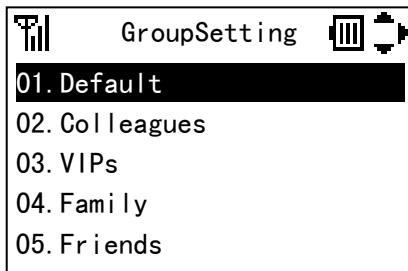 GroupSetting
01.Default
02.Colleagues
03.VIPs
04.Family
05.Friends